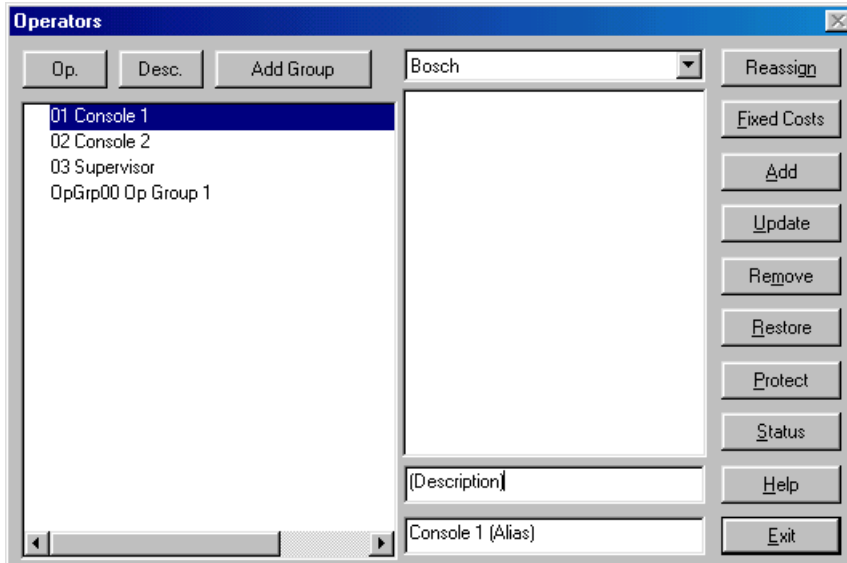 Operators
Op.
Desc.
Add Group
01 Console 1
02 Console 2
03 Supervisor
OpGrp00 Op Group 1
Bosch
(Description)
Console 1 (Alias)
Reassign
Fixed Costs
Add
Update
Remove
Restore
Protect
Status
Help
Exit